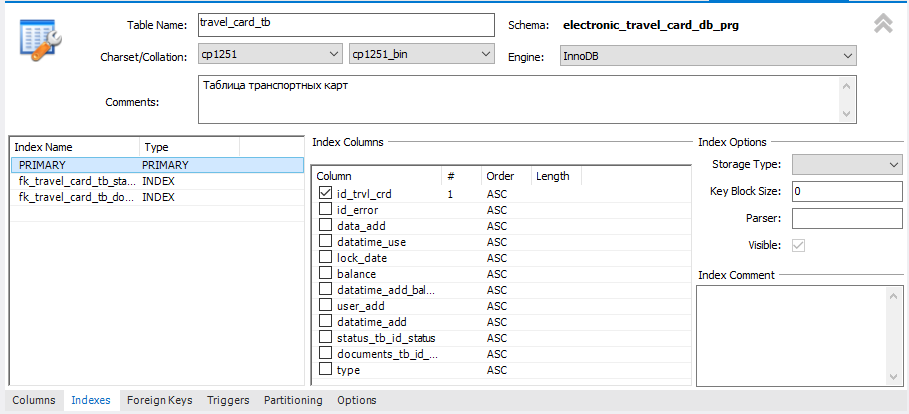 Table Name: travel_card_tb Schema: electronic_travel_card_db_prg
Charset/Collation: cp1251 cp1251_bin Engine: InnoDB
Comments: Таблица транспортных карт
Index Name Type
PRIMARY PRIMARY
fk_travel_card_tb_sta... INDEX
fk_travel_card_tb_do... INDEX
Index Columns
Column # Order Length
id_trvl_crd 1 ASC
id_error ASC
data_add ASC
datatime_use ASC
lock_date ASC
balance ASC
datatime_add_bal... ASC
user_add ASC
datatime_add ASC
status_tb_id_status ASC
documents_tb_id_... ASC
type ASC
Index Options
Storage Type:
Key Block Size: 0
Parser:
Visible:
Index Comment
Columns Indexes Foreign Keys Triggers Partitioning Options